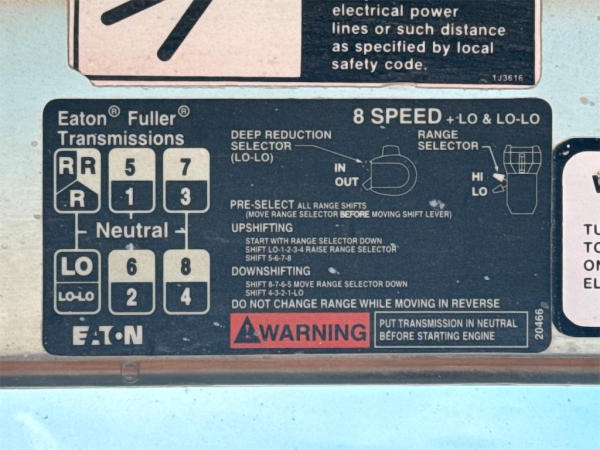 electrical power
lines or such distance
as specified by local
safety code.
1J3616
Eaton® Fuller®
Transmissions
8 SPEED + LO & LO-LO
DEEP REDUCTION
SELECTOR
(LO-LO)
RANGE
SELECTOR
IN
OUT
HI
LO
R R
R
5
1
7
3
Neutral
LO
LO-LO
6
2
8
4
PRE-SELECT ALL RANGE SHIFTS
(MOVE RANGE SELECTOR BEFORE MOVING SHIFT LEVER)
UPSHIFTING
START WITH RANGE SELECTOR DOWN
SHIFT LO-1-2-3-4 RAISE RANGE SELECTOR
SHIFT 5-6-7-8
DOWNSHIFTING
SHIFT 8-7-6-5 MOVE RANGE SELECTOR DOWN
SHIFT 4-3-2-1-LO
DO NOT CHANGE RANGE WHILE MOVING IN REVERSE
EATON
WARNING
PUT TRANSMISSION IN NEUTRAL
BEFORE STARTING ENGINE
20466